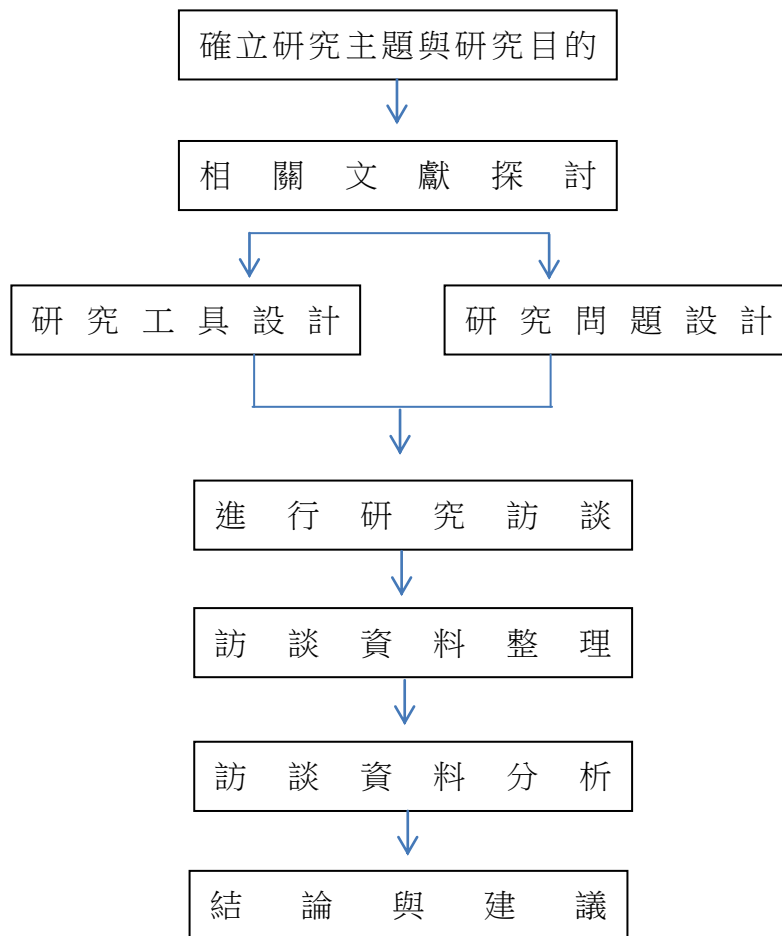 確立研究主題與研究目的
相關文獻探討
研究工具設計
研究問題設計
進行研究訪談
訪談資料整理
訪談資料分析
結論與建議